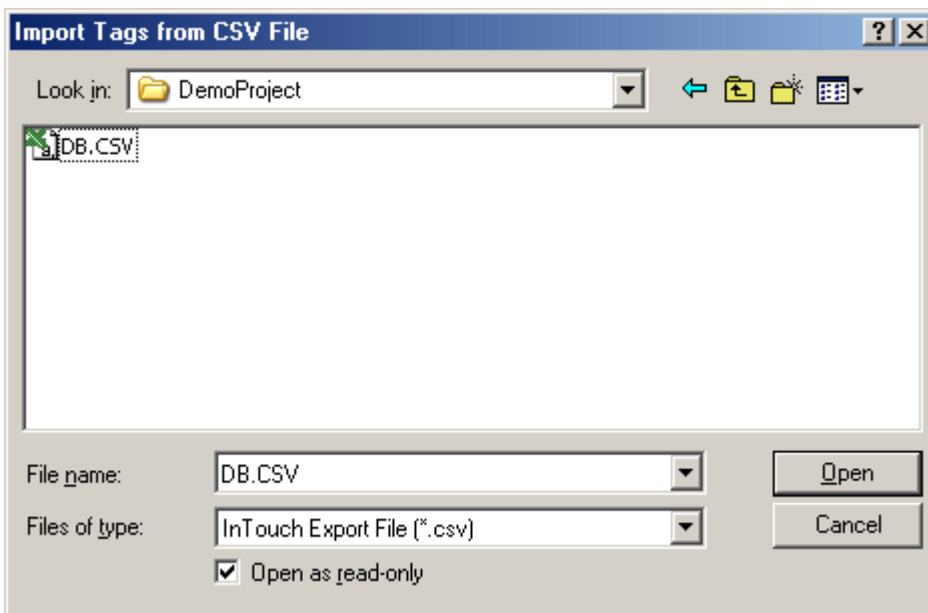 Import Tags from CSV File
Look in: DemoProject
DB.CSV
File name: DB.CSV Open
Files of type: InTouch Export File (*.csv) Cancel
Open as read-only